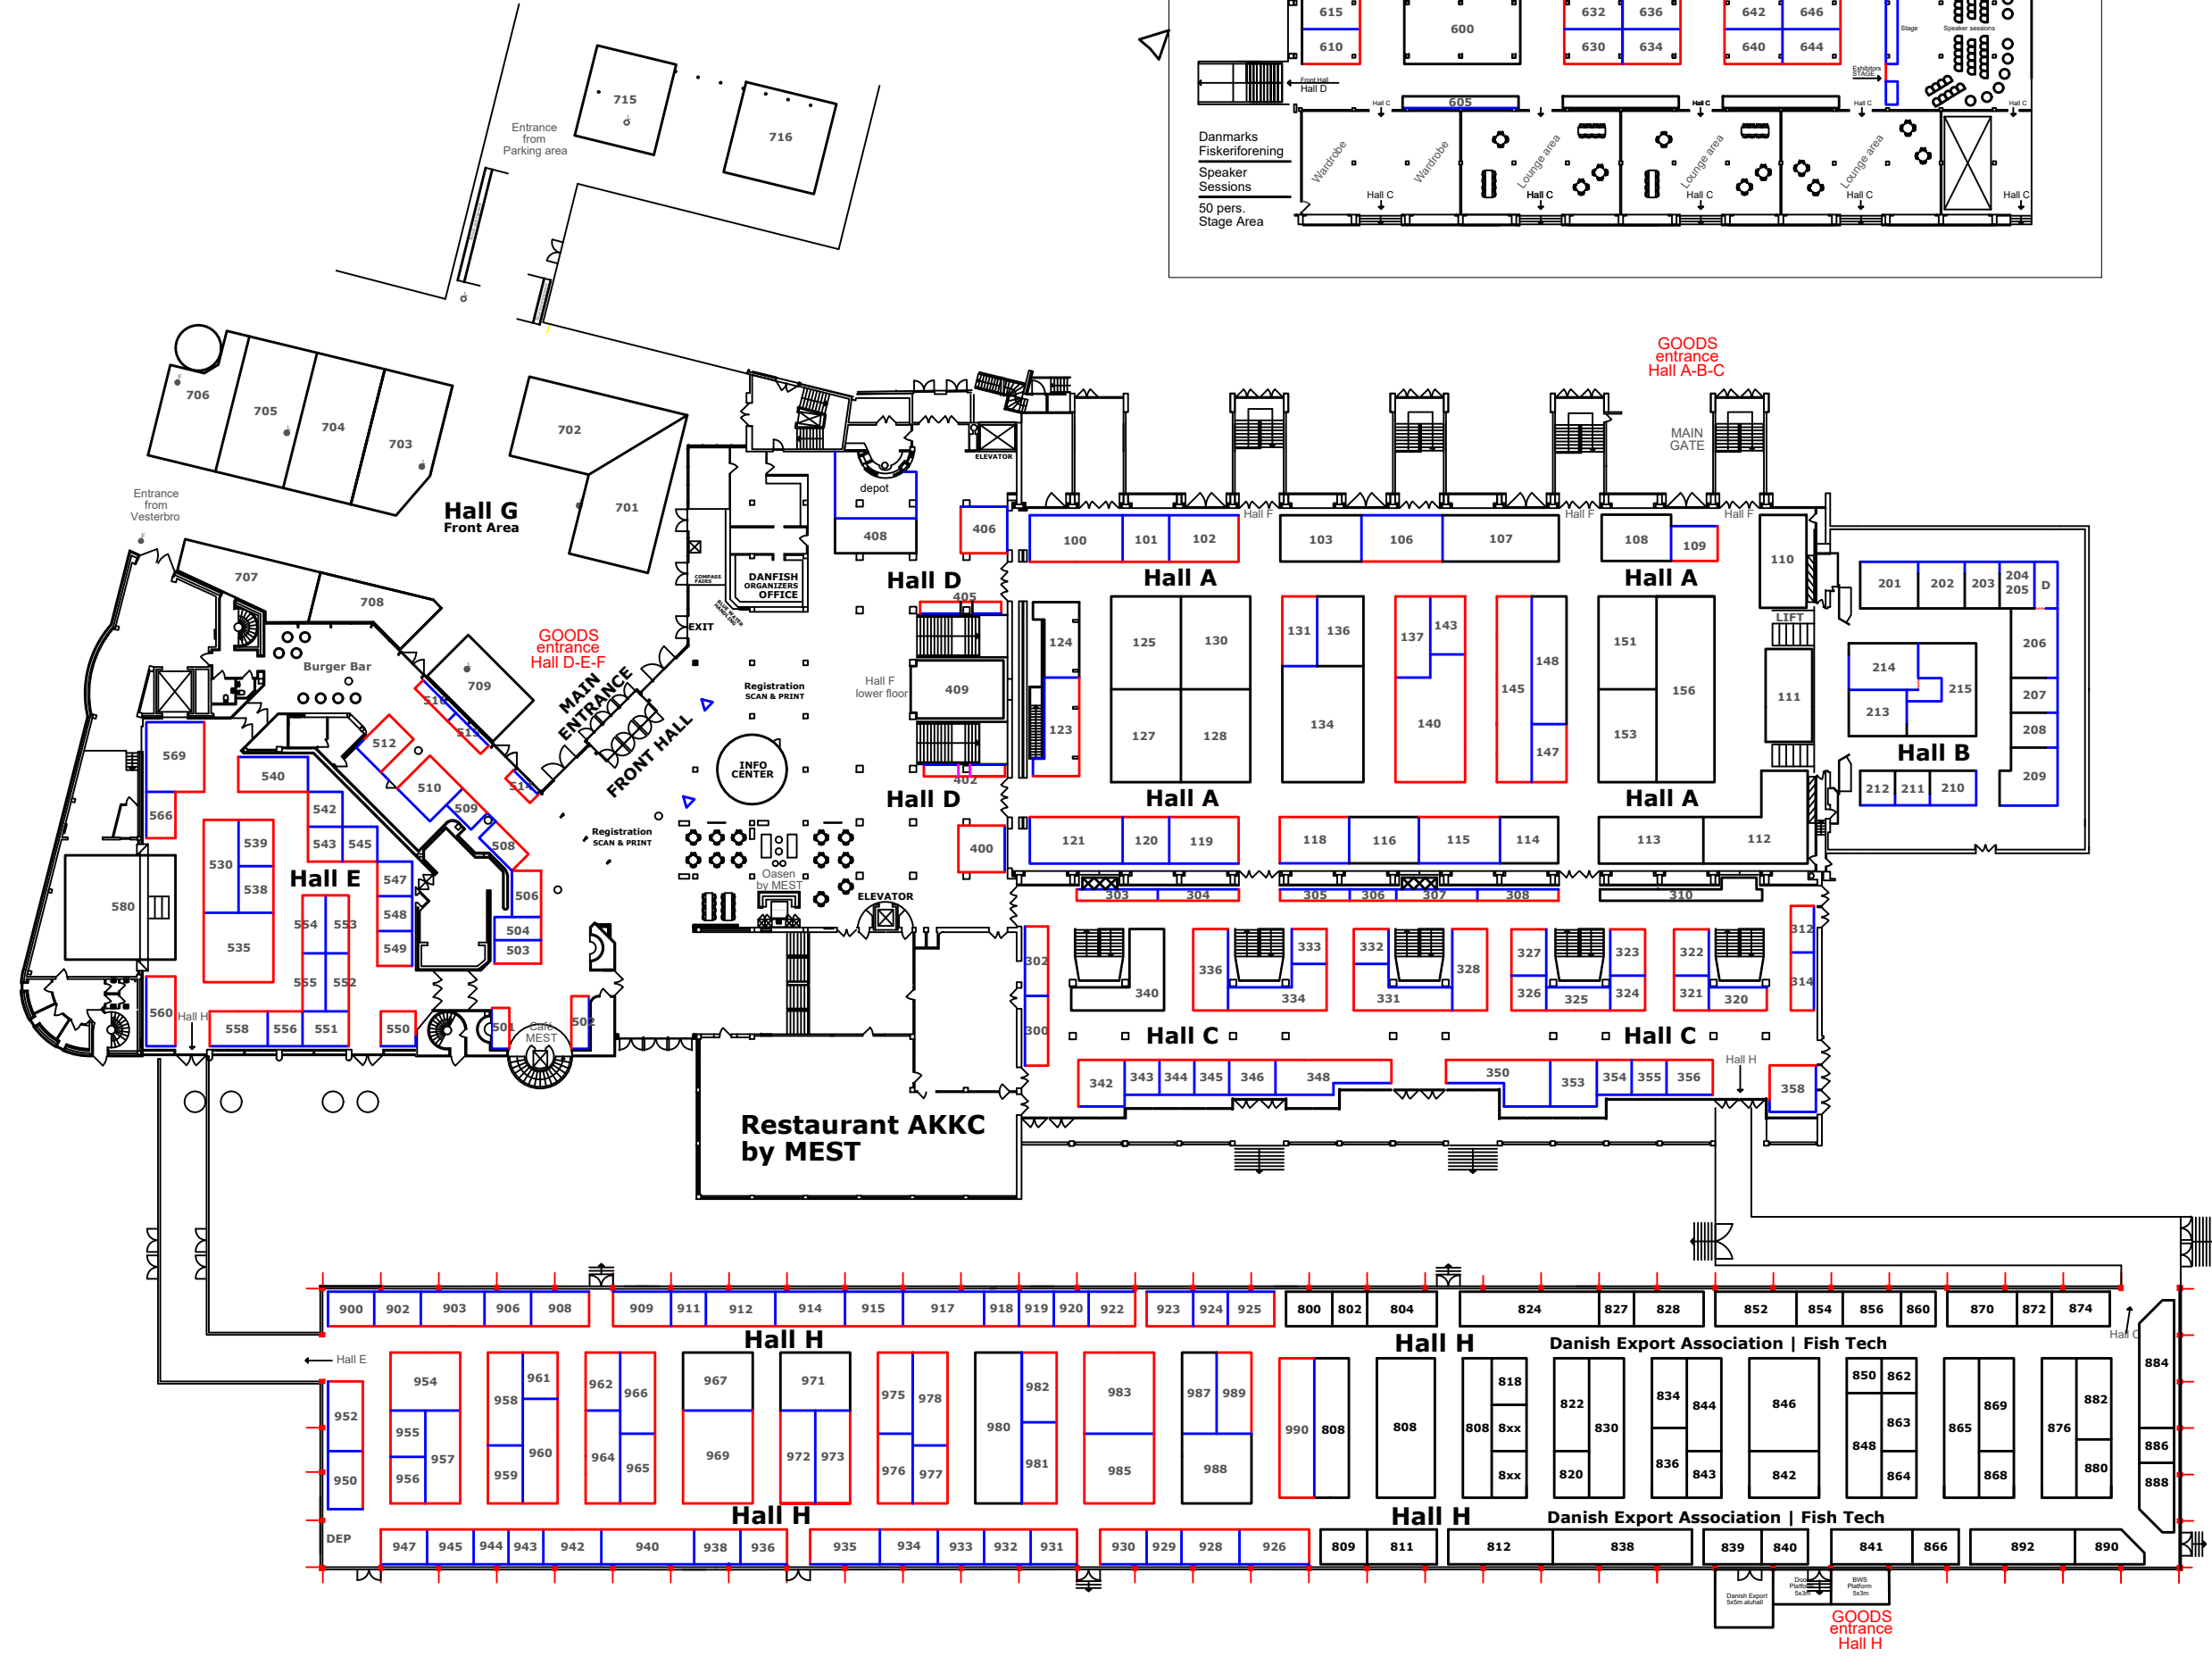 615
632
636
642
646
600
610
630
634
640
644
Stage
Speaker sessions
Exhibitors
STAGE
Front Hall
Hall D
605
Hall C
Hall C
Hall C
Hall C
Hall C
Danmarks
Fiskeriforening
Speaker
Sessions
50 pers.
Stage Area
Wardrobe
Wardrobe
Lounge area
Lounge area
Lounge area
Hall C
Hall C
Hall C
Hall C
Hall C
715
716
Entrance
from
Parking area
GOODS
entrance
Hall A-B-C
MAIN
GATE
706
705
704
703
702
701
Hall G
Front Area
Entrance
from
Vesterbro
707
708
709
GOODS
entrance
Hall D-E-F
MAIN
ENTRANCE
FRONT HALL
ELEVATOR
depot
408
406
COMPASS
FAIRS
DANFISH
ORGANIZERS
OFFICE
BLUE WATER
HANDLING
EXIT
Hall D
405
Registration
SCAN & PRINT
Hall F
lower floor
409
INFO
CENTER
402
Hall D
400
Registration
SCAN & PRINT
Oasen
by MEST
ELEVATOR
Hall F
Hall F
Hall F
100
101
102
103
106
107
108
109
110
Hall A
Hall A
124
123
125
130
127
128
131
136
134
137
143
140
145
148
147
151
153
156
LIFT
111
Hall A
Hall A
121
120
119
118
116
115
114
113
112
201
202
203
204
205
D
206
207
208
209
214
215
213
Hall B
212
211
210
303
304
305
306
307
308
310
302
300
340
336
333
334
332
331
328
327
326
325
323
324
322
321
320
312
314
Hall C
Hall C
Hall H
342
343
344
345
346
348
350
353
354
355
356
358
Burger Bar
516
515
514
512
510
509
508
506
504
503
501
502
Café
MEST
569
566
540
542
543
545
547
548
549
530
539
538
535
Hall E
580
554
553
555
552
560
Hall H
558
556
551
550
Restaurant AKKC
by MEST
900
902
903
906
908
909
911
912
914
915
917
918
919
920
922
923
924
925
800
802
804
824
827
828
852
854
856
860
870
872
874
Hall H
Hall H
Danish Export Association | Fish Tech
Hall C
Hall E
952
950
954
955
956
957
958
959
961
960
962
964
966
965
967
969
971
972
973
975
976
978
977
980
982
981
983
985
987
989
988
990
808
808
808
818
8xx
8xx
822
820
830
834
836
844
843
846
842
850
862
848
863
864
865
869
868
876
882
880
884
886
888
Hall H
Hall H
Danish Export Association | Fish Tech
DEP
947
945
944
943
942
940
938
936
935
934
933
932
931
930
929
928
926
809
811
812
838
839
840
841
866
892
890
Danish Export
5x5m aluhall
Platform
5x3m
BWS
Platform
5x3m
GOODS
entrance
Hall H